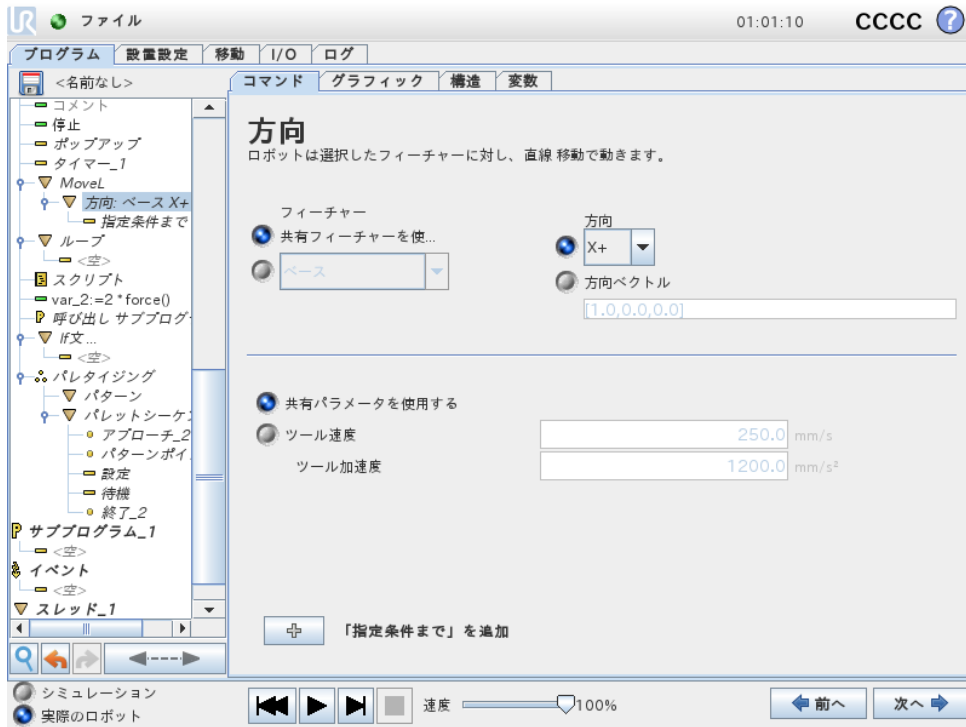 UR ファイル 01:01:10 CCCC ?
プログラム 設置設定 移動 I/O ログ
<名前なし>
コマンド グラフィック 構造 変数
コメント
停止
ポップアップ
タイマー_1
MoveL
方向: ベース X+
指定条件まで
ループ
<空>
スクリプト
var_2:=2 * force()
呼び出し サブプログ
If文 ...
<空>
パレタイジング
パターン
パレットシーケン
アプローチ_2
パターンポイ
設定
待機
終了_2
サブプログラム_1
<空>
イベント
<空>
スレッド_1
方向
ロボットは選択したフィーチャーに対し、直線 移動で動きます。
フィーチャー
共有フィーチャーを使...
ベース
方向
X+
方向ベクトル
[1.0,0.0,0.0]
共有パラメータを使用する
ツール速度 250.0 mm/s
ツール加速度 1200.0 mm/s²
「指定条件まで」を追加
シミュレーション
実際のロボット
速度 100%
前へ 次へ